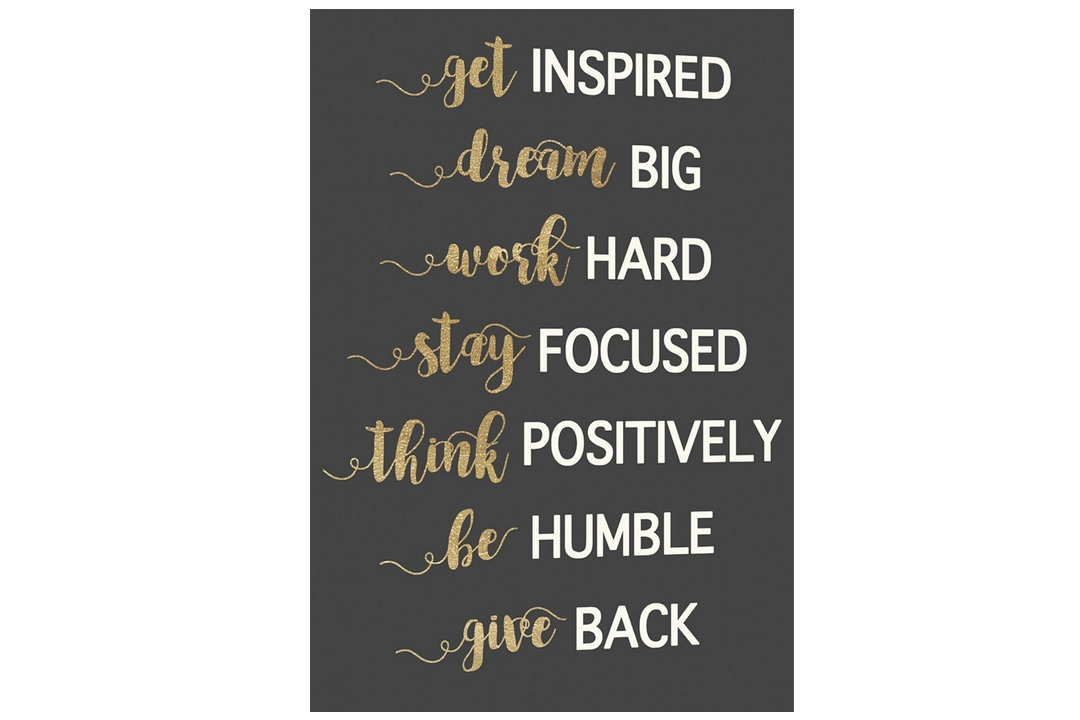 get INSPIRED
dream BIG
work HARD
stay FOCUSED
think POSITIVELY
be HUMBLE
give BACK